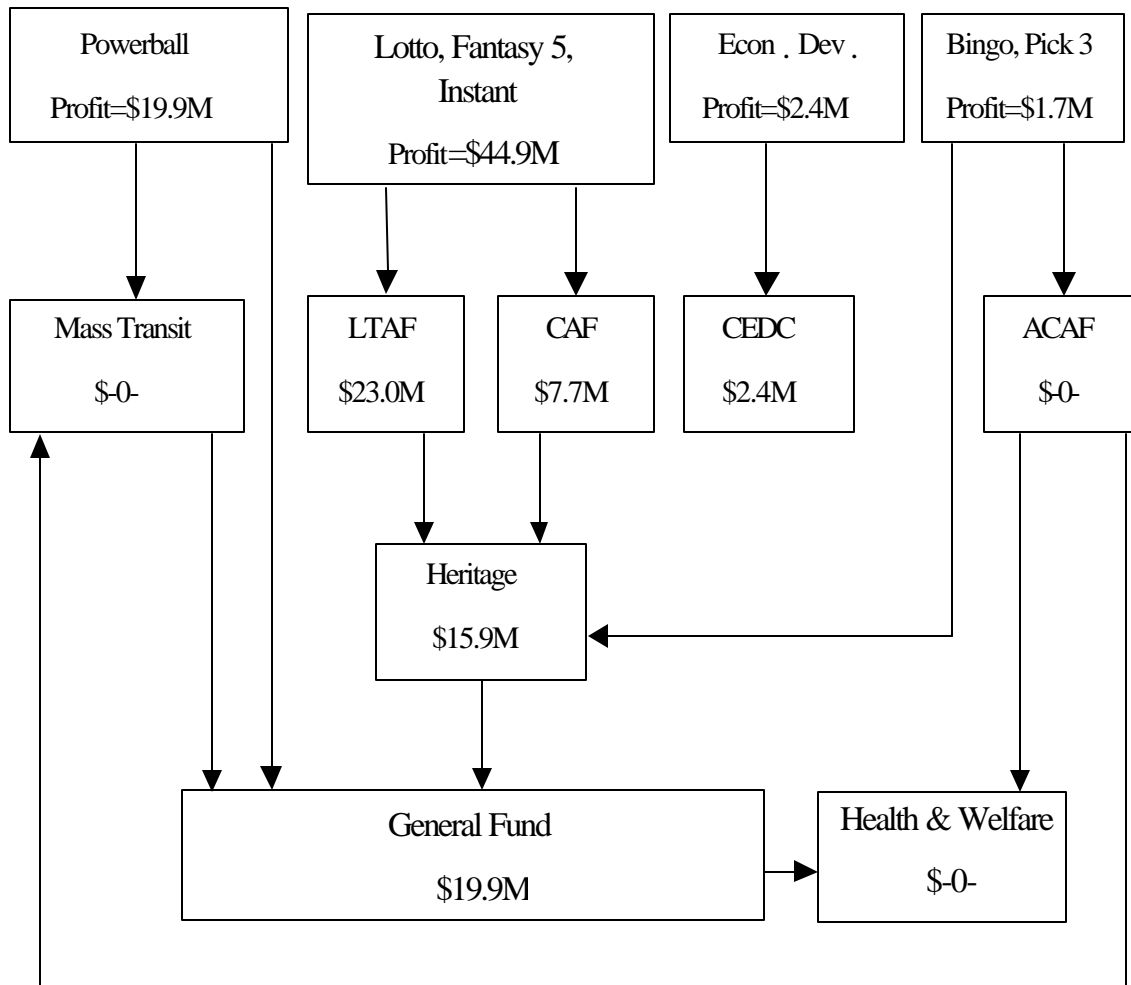 Powerball
Profit=$19.9M
Lotto, Fantasy 5,
Instant
Profit=$44.9M
Econ . Dev .
Profit=$2.4M
Bingo, Pick 3
Profit=$1.7M
Mass Transit
$-0-
LTAF
$23.0M
CAF
$7.7M
CEDC
$2.4M
ACAF
$-0-
Heritage
$15.9M
General Fund
$19.9M
Health & Welfare
$-0-